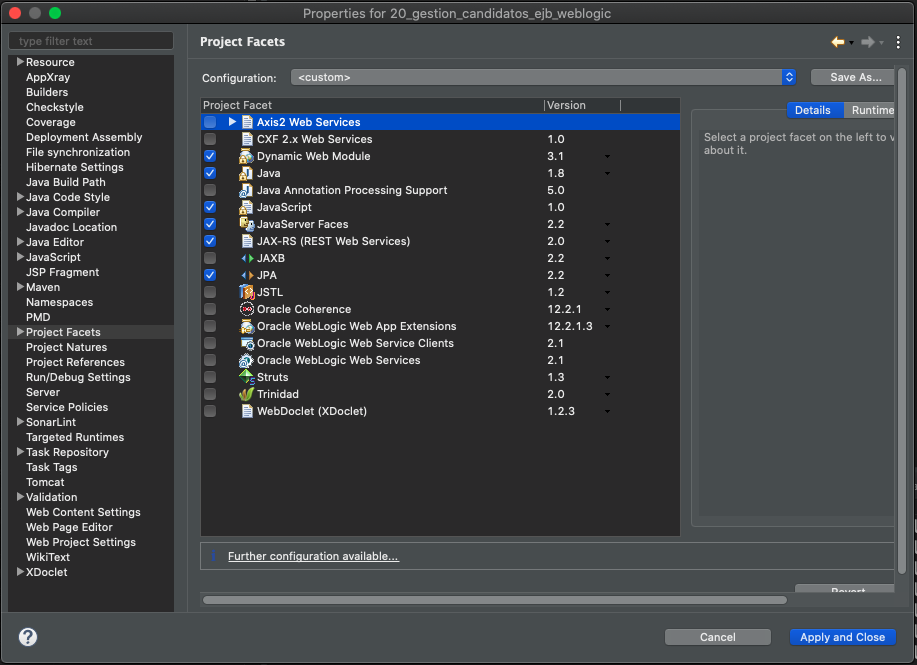 Properties for 20_gestion_candidatos_ejb_weblogic
type filter text
Resource
AppXray
Builders
Checkstyle
Coverage
Deployment Assembly
File synchronization
Hibernate Settings
Java Build Path
Java Code Style
Java Compiler
Javadoc Location
Java Editor
JavaScript
JSP Fragment
Maven
Namespaces
PMD
Project Facets
Project Natures
Project References
Run/Debug Settings
Server
Service Policies
SonarLint
Targeted Runtimes
Task Repository
Task Tags
Tomcat
Validation
Web Content Settings
Web Page Editor
Web Project Settings
WikiText
XDoclet
Project Facets
Configuration: <custom> Save As...
Project Facet Version
Axis2 Web Services
CXF 2.x Web Services 1.0
Dynamic Web Module 3.1
Java 1.8
Java Annotation Processing Support 5.0
JavaScript 1.0
JavaServer Faces 2.2
JAX-RS (REST Web Services) 2.0
JAXB 2.2
JPA 2.2
JSTL 1.2
Oracle Coherence 12.2.1
Oracle WebLogic Web App Extensions 12.2.1.3
Oracle WebLogic Web Service Clients 2.1
Oracle WebLogic Web Services 2.1
Struts 1.3
Trinidad 2.0
WebDoclet (XDoclet) 1.2.3
Details Runtime
Select a project facet on the left to v
about it.
Further configuration available...
Revert
? Cancel Apply and Close